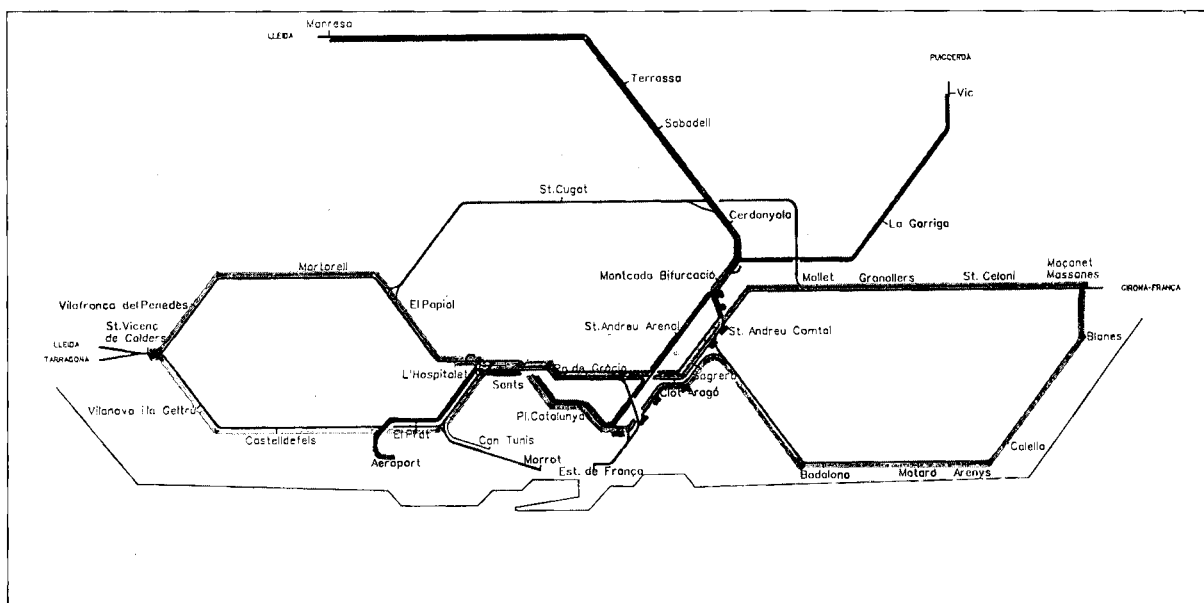 Manresa
LLEIDA
PUIGCERDÀ
Terrassa
Vic
Sabadell
St.Cugat
Cerdanyola
La Garriga
Martorell
Montcada Bifurcació
Mollet
Granollers
St. Celoni
Maçanet
Massanes
GIRONA-FRANÇA
Vilafranca del Penedès
El Papiol
St.Vicenç
de Calders
St.Andreu Arenal
St. Andreu Comtal
Blanes
LLEIDA
TARRAGONA
L'Hospitalet
Pg de Gràcia
Sagrera
Sants
Clot Aragó
Vilanova i la Geltrú
Pl.Catalunya
Castelldefels
El Prat
Can Tunis
Calella
Aeroport
Morrot
Est. de França
Badalona
Mataró
Arenys